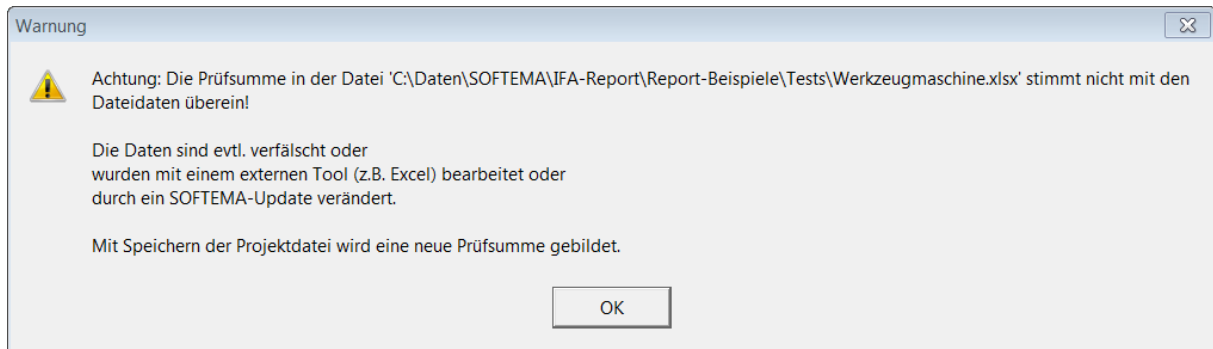 Warnung
Achtung: Die Prüfsumme in der Datei 'C:\Daten\SOFTEMA\IFA-Report\Report-Beispiele\Tests\Werkzeugmaschine.xlsx' stimmt nicht mit den
Dateidaten überein!
Die Daten sind evtl. verfälscht oder
wurden mit einem externen Tool (z.B. Excel) bearbeitet oder
durch ein SOFTEMA-Update verändert.
Mit Speichern der Projektdatei wird eine neue Prüfsumme gebildet.
OK